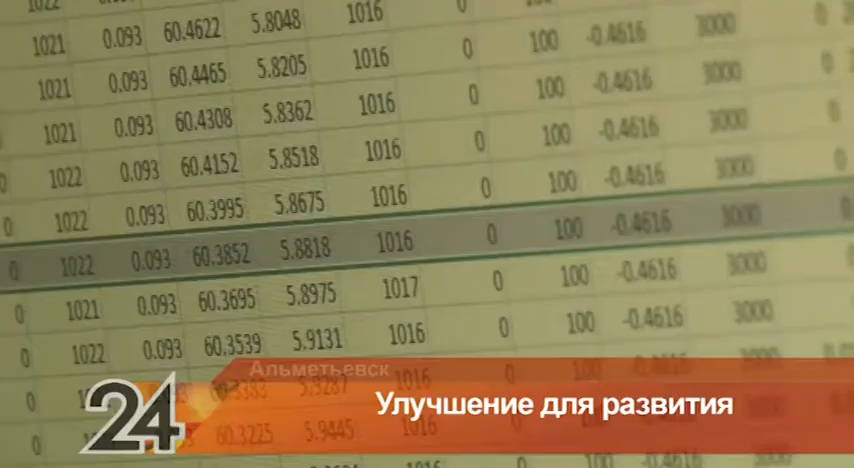 1021 0.093 60.4622 5.8048 1016 0
1021 0.093 60.4465 5.8205 1016 0 100 -0.4616 3000
1021 0.093 60.4308 5.8362 1016 0 100 -0.4616 3000
1022 0.093 60.4152 5.8518 1016 0 100 -0.4616 3000
0 1022 0.093 60.3995 5.8675 1016 0 100 -0.4616 3000
0 1022 0.093 60.3852 5.8818 1016 0 100 -0.4616 3000
0 1021 0.093 60.3695 5.8975 1017 0 100 -0.4616 3000
0 1022 0.093 60.3539 5.9131 1016 0 100 -0.4616 3000
Альметьевск
24
Улучшение для развития
0 60.3225 5.9445 1016